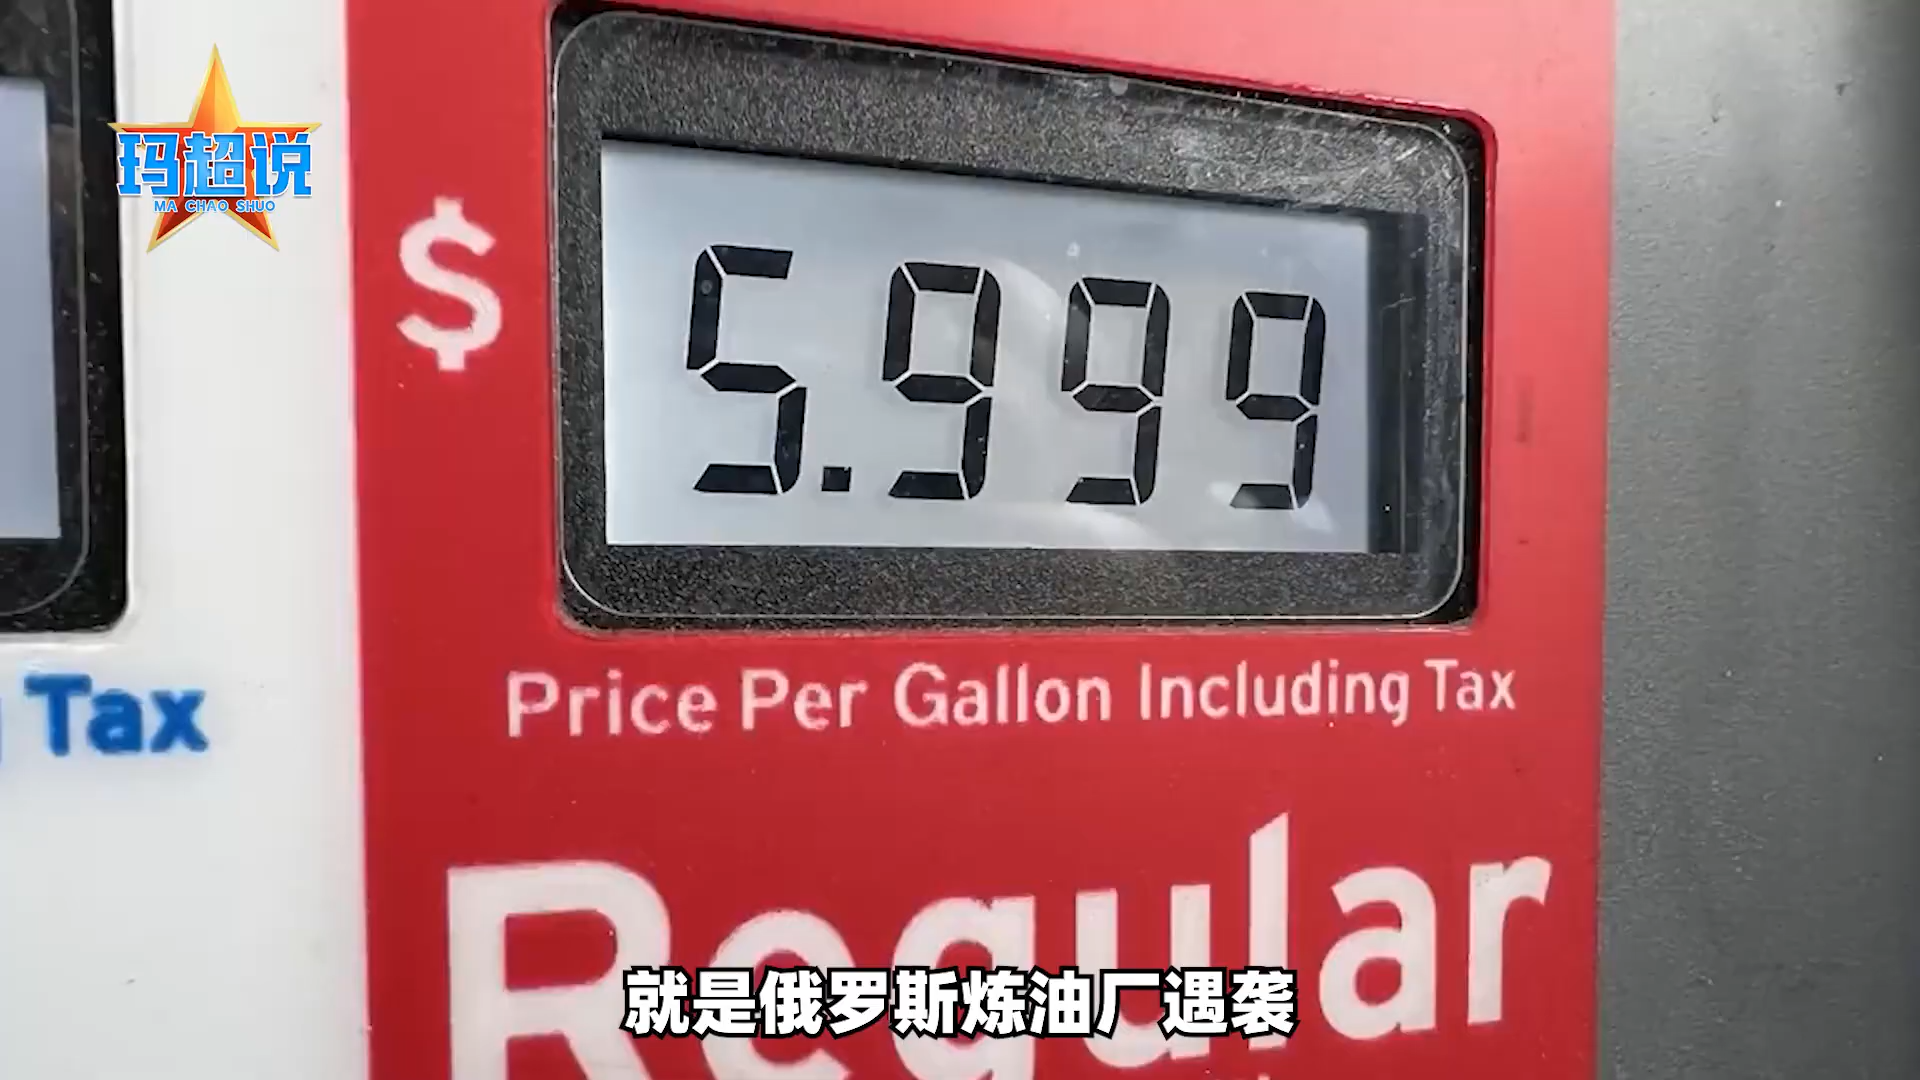 玛超说
MA CHAO SHUO
$
5.999
Tax
Price Per Gallon Including Tax
Regular
就是俄罗斯炼油厂遇袭